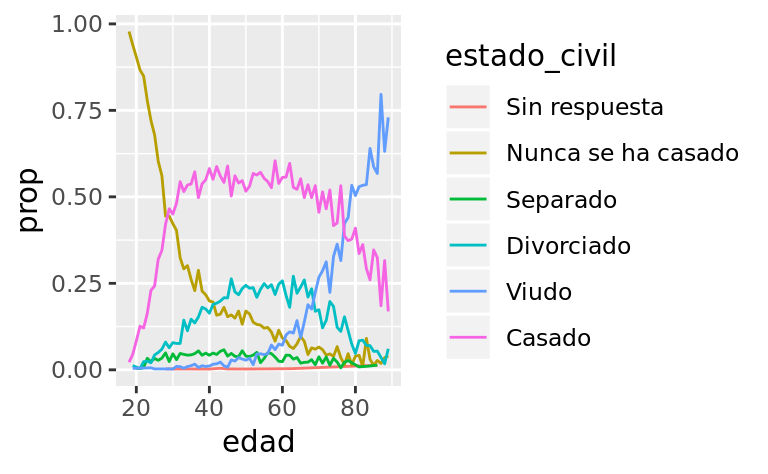 1.00
0.75
0.50
0.25
0.00
prop
20 40 60 80
edad
estado_civil
Sin respuesta
Nunca se ha casado
Separado
Divorciado
Viudo
Casado